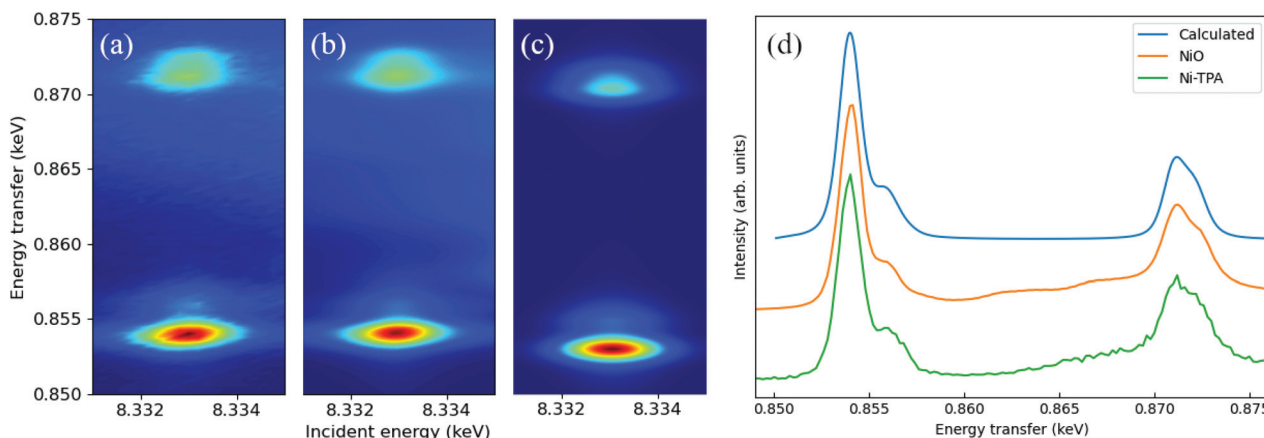 (a)
(b)
(c)
(d)
0.875
0.870
0.865
0.860
0.855
0.850
Energy transfer (keV)
8.332 8.334 8.332 8.334 8.332 8.334
Incident energy (keV)
Calculated
NiO
Ni-TPA
Intensity (arb. units)
0.850 0.855 0.860 0.865 0.870 0.875
Energy transfer (keV)